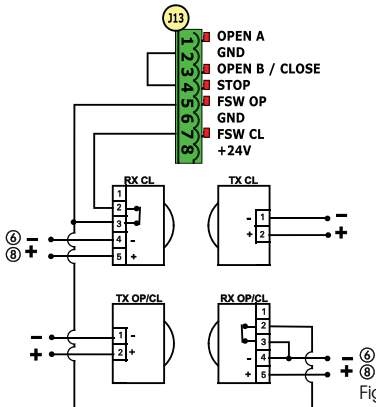 J13
1 OPEN A
2 GND
3 OPEN B / CLOSE
4 STOP
5 FSW OP
6 GND
7 FSW CL
8 +24V
RX CL
1
2
3
⑥ − 4 -
⑧ + 5 +
TX CL
- 1 −
+ 2 +
TX OP/CL
− 1 -
+ 2 +
RX OP/CL
1
2
3
- 4 − ⑥
+ 5 + ⑧
Fig